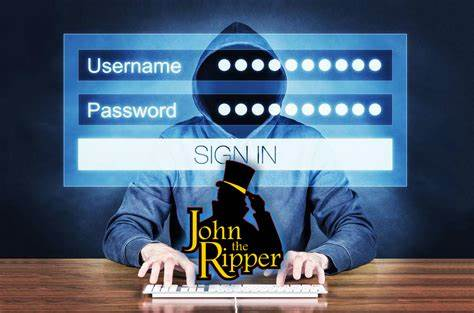 Username
Password
SIGN IN
John
the
Ripper